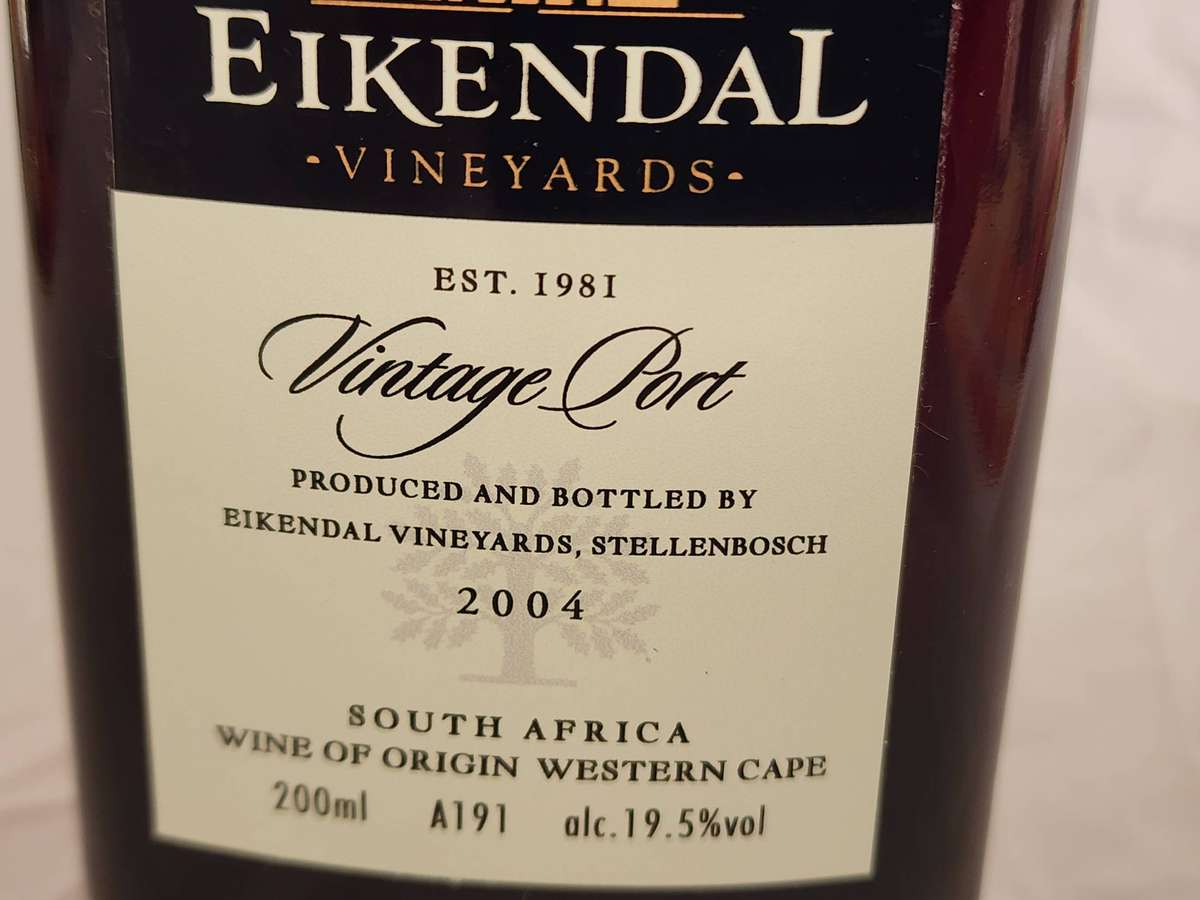 EIKENDAL
·VINEYARDS·
EST. 1981
Vintage Port
PRODUCED AND BOTTLED BY
EIKENDAL VINEYARDS, STELLENBOSCH
2004
SOUTH AFRICA
WINE OF ORIGIN WESTERN CAPE
200ml A191 alc.19.5%vol